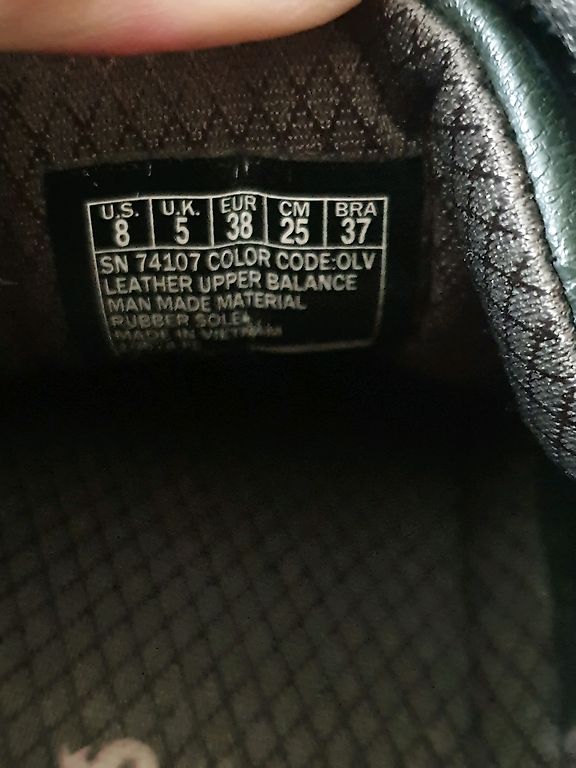 U.S. U.K. EUR CM BRA
8 5 38 25 37
SN 74107 COLOR CODE:OLV
LEATHER UPPER BALANCE
MAN MADE MATERIAL
RUBBER SOLE
MADE IN VIETNAM